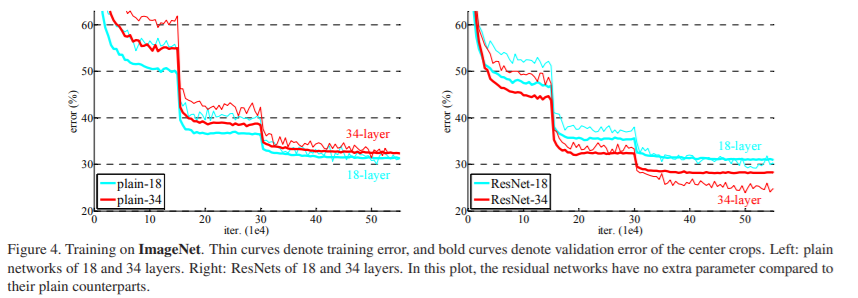 60
50
40
30
20
error (%)
0
10
20
30
40
50
iter. (1e4)
plain-18
plain-34
34-layer
18-layer
60
50
40
30
20
error (%)
0
10
20
30
40
50
iter. (1e4)
ResNet-18
ResNet-34
18-layer
34-layer
Figure 4. Training on ImageNet. Thin curves denote training error, and bold curves denote validation error of the center crops. Left: plain
networks of 18 and 34 layers. Right: ResNets of 18 and 34 layers. In this plot, the residual networks have no extra parameter compared to
their plain counterparts.